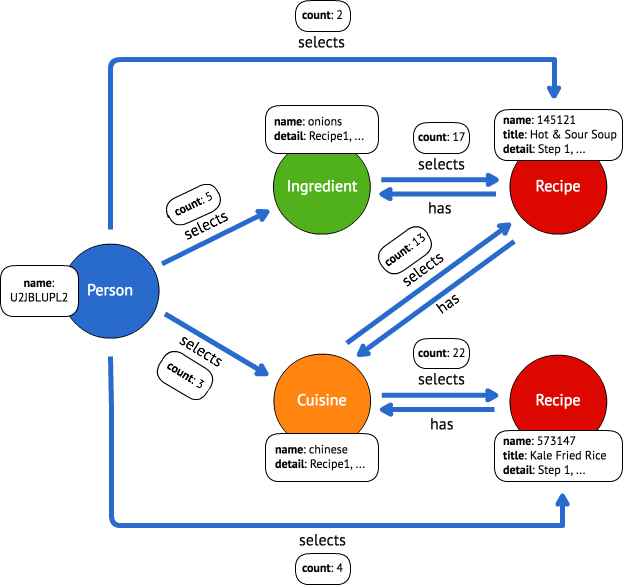 count: 2
selects
name: onions
detail: Recipe1, ...
Ingredient
count: 17
selects
has
name: 145121
title: Hot & Sour Soup
detail: Step 1, ...
Recipe
count: 5
selects
count: 13
selects
has
name:
U2JBLUPL2
Person
selects
count: 3
Cuisine
name: chinese
detail: Recipe1, ...
count: 22
selects
has
Recipe
name: 573147
title: Kale Fried Rice
detail: Step 1, ...
selects
count: 4